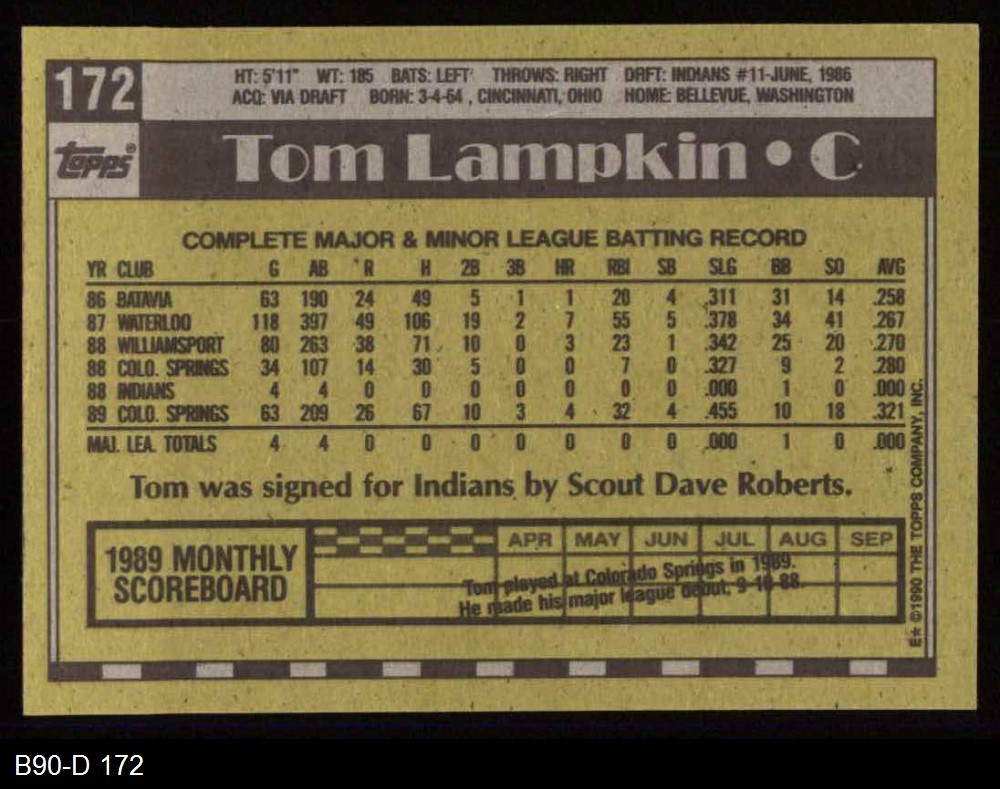 172
HT: 5'11" WT: 185 BATS: LEFT THROWS: RIGHT DRFT: INDIANS #11-JUNE, 1986
ACQ: VIA DRAFT BORN: 3-4-64, CINCINNATI, OHIO HOME: BELLEVUE, WASHINGTON
topps®
Tom Lampkin • C
COMPLETE MAJOR & MINOR LEAGUE BATTING RECORD
YR CLUB G AB R H 2B 3B HR RBI SB SLG BB SO AVG
86 BATAVIA 63 190 24 49 5 1 1 20 4 .311 31 14 .258
87 WATERLOO 118 397 49 106 19 2 7 55 5 .378 34 41 .267
88 WILLIAMSPORT 80 263 38 71 10 0 3 23 1 .342 25 20 .270
88 COLO. SPRINGS 34 107 14 30 5 0 0 7 0 .327 9 2 .280
88 INDIANS 4 4 0 0 0 0 0 0 0 .000 1 0 .000
89 COLO. SPRINGS 63 209 26 67 10 3 4 32 4 .455 10 18 .321
MAJ. LEA. TOTALS 4 4 0 0 0 0 0 0 0 .000 1 0 .000
Tom was signed for Indians by Scout Dave Roberts.
1989 MONTHLY
SCOREBOARD
APR MAY JUN JUL AUG SEP
Tom played at Colorado Springs in 1989.
He made his major league debut, 9-10-88.
E* ©1990 THE TOPPS COMPANY, INC.
B90-D 172